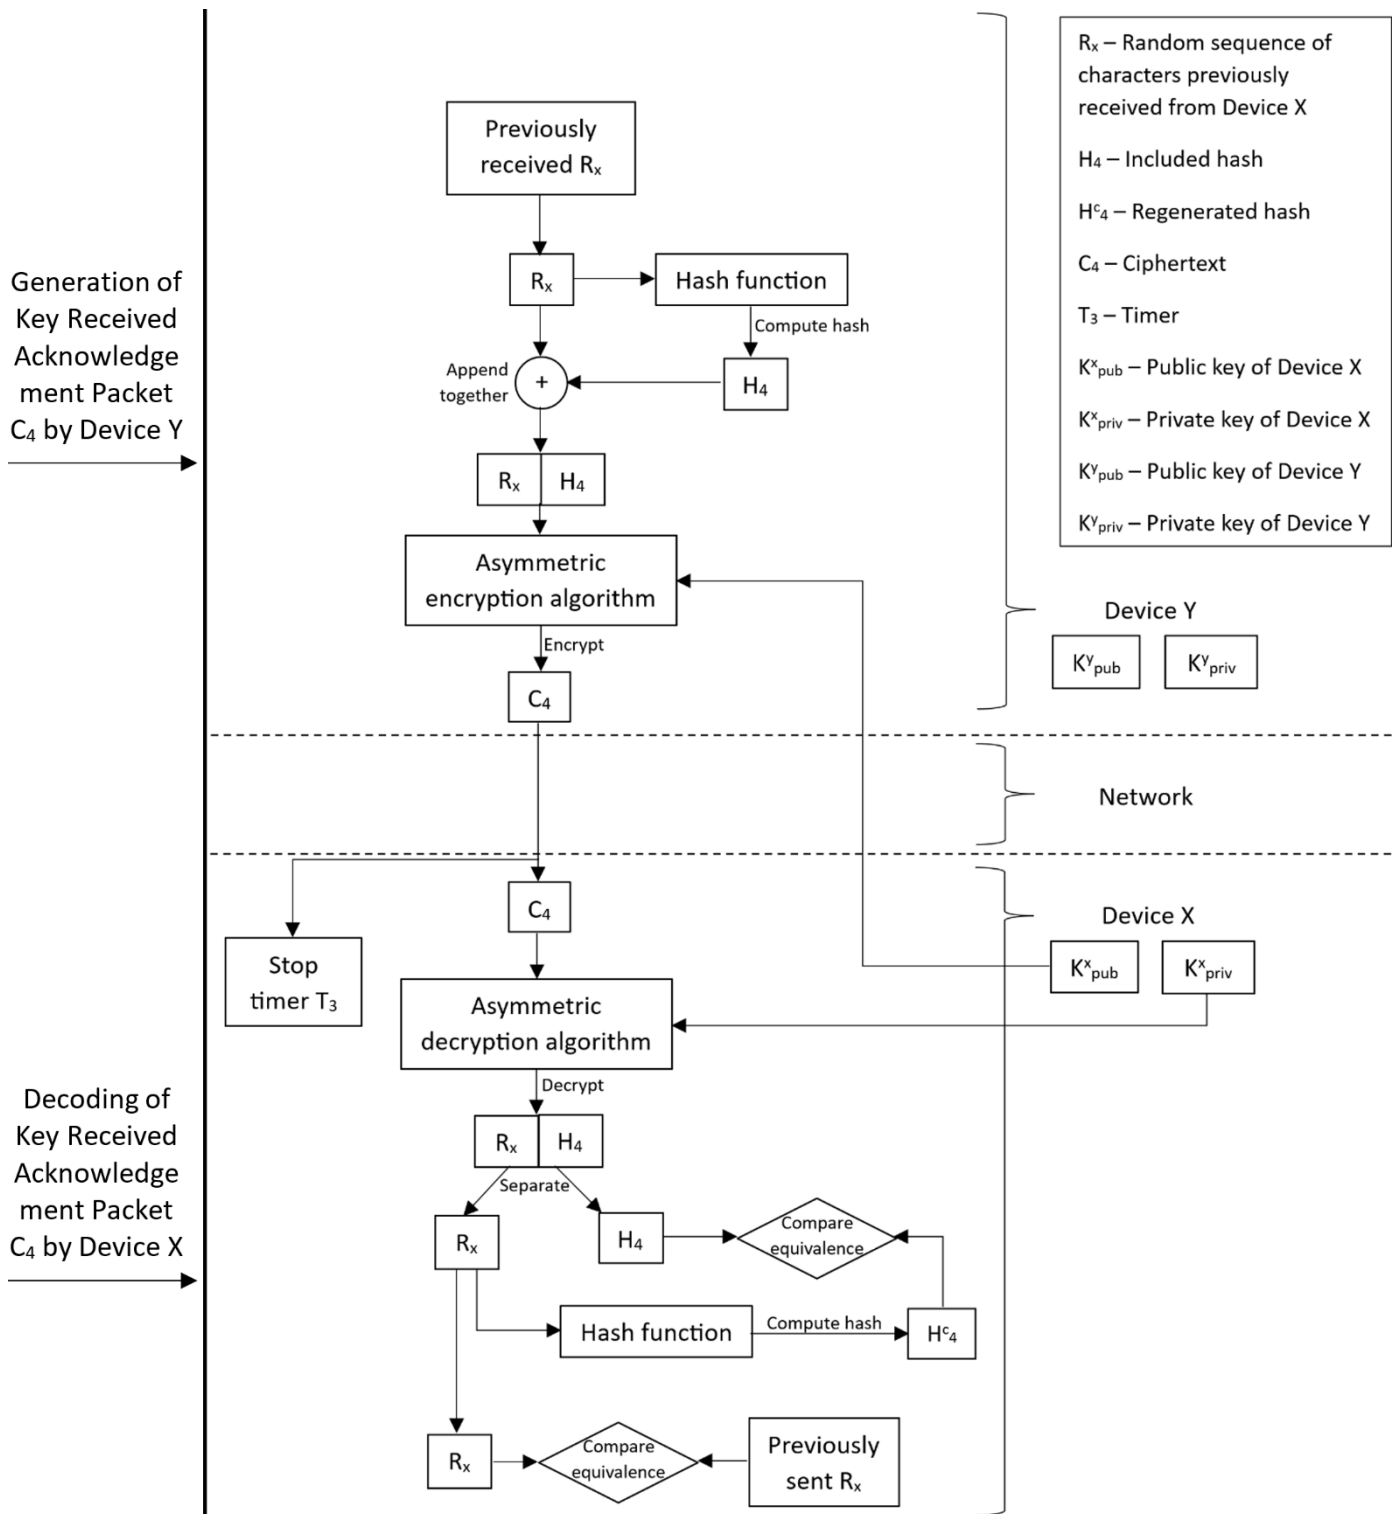 Generation of
Key Received
Acknowledge
ment Packet
C₄ by Device Y
Previously
received Rₓ
Rₓ
Hash function
Compute hash
Append
together
+
H₄
Rₓ
H₄
Asymmetric
encryption algorithm
Encrypt
C₄
Rₓ – Random sequence of
characters previously
received from Device X
H₄ – Included hash
Hᶜ₄ – Regenerated hash
C₄ – Ciphertext
T₃ – Timer
Kˣpub – Public key of Device X
Kˣpriv – Private key of Device X
Kʸpub – Public key of Device Y
Kʸpriv – Private key of Device Y
Device Y
Kʸpub
Kʸpriv
Network
Decoding of
Key Received
Acknowledge
ment Packet
C₄ by Device X
C₄
Stop
timer T₃
Device X
Kˣpub
Kˣpriv
Asymmetric
decryption algorithm
Decrypt
Rₓ
H₄
Separate
Rₓ
H₄
Compare
equivalence
Hash function
Compute hash
Hᶜ₄
Rₓ
Compare
equivalence
Previously
sent Rₓ